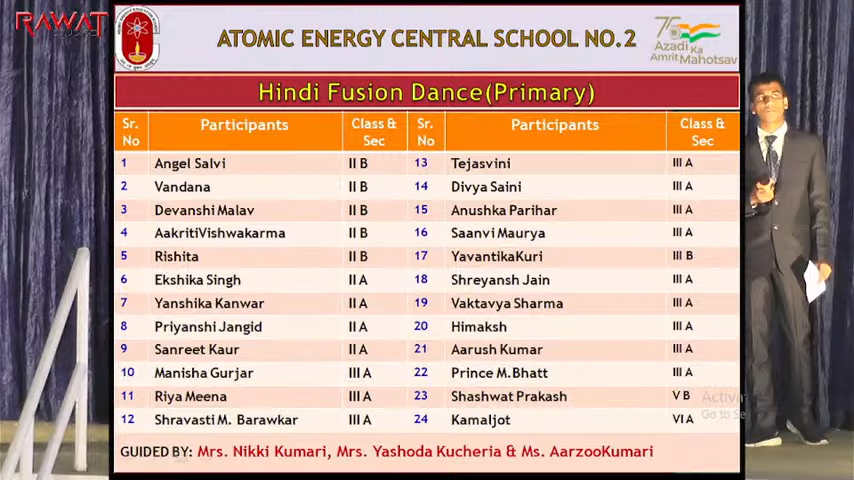 RAWAT
ATOMIC ENERGY CENTRAL SCHOOL NO.2
75
Azadi Ka
Amrit Mahotsav
Hindi Fusion Dance(Primary)
Sr. No Participants Class & Sec Sr. No Participants Class & Sec
1 Angel Salvi II B 13 Tejasvini III A
2 Vandana II B 14 Divya Saini III A
3 Devanshi Malav II B 15 Anushka Parihar III A
4 AakritiVishwakarma II B 16 Saanvi Maurya III A
5 Rishita II B 17 YavantikaKuri III B
6 Ekshika Singh II A 18 Shreyansh Jain III A
7 Yanshika Kanwar II A 19 Vaktavya Sharma III A
8 Priyanshi Jangid II A 20 Himaksh III A
9 Sanreet Kaur II A 21 Aarush Kumar III A
10 Manisha Gurjar III A 22 Prince M.Bhatt III A
11 Riya Meena III A 23 Shashwat Prakash V B
12 Shravasti M. Barawkar III A 24 Kamaljot VI A
Activa
Go to Se
GUIDED BY: Mrs. Nikki Kumari, Mrs. Yashoda Kucheria & Ms. AarzooKumari